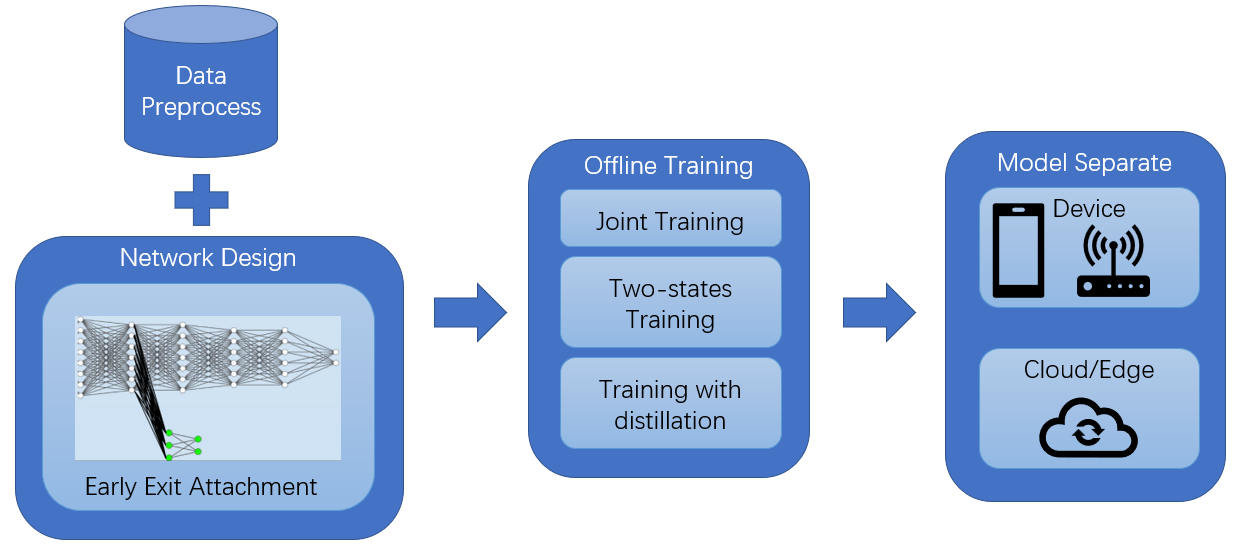 Data
Preprocess
Network Design
Early Exit Attachment
Offline Training
Joint Training
Two-states
Training
Training with
distillation
Model Separate
Device
Cloud/Edge